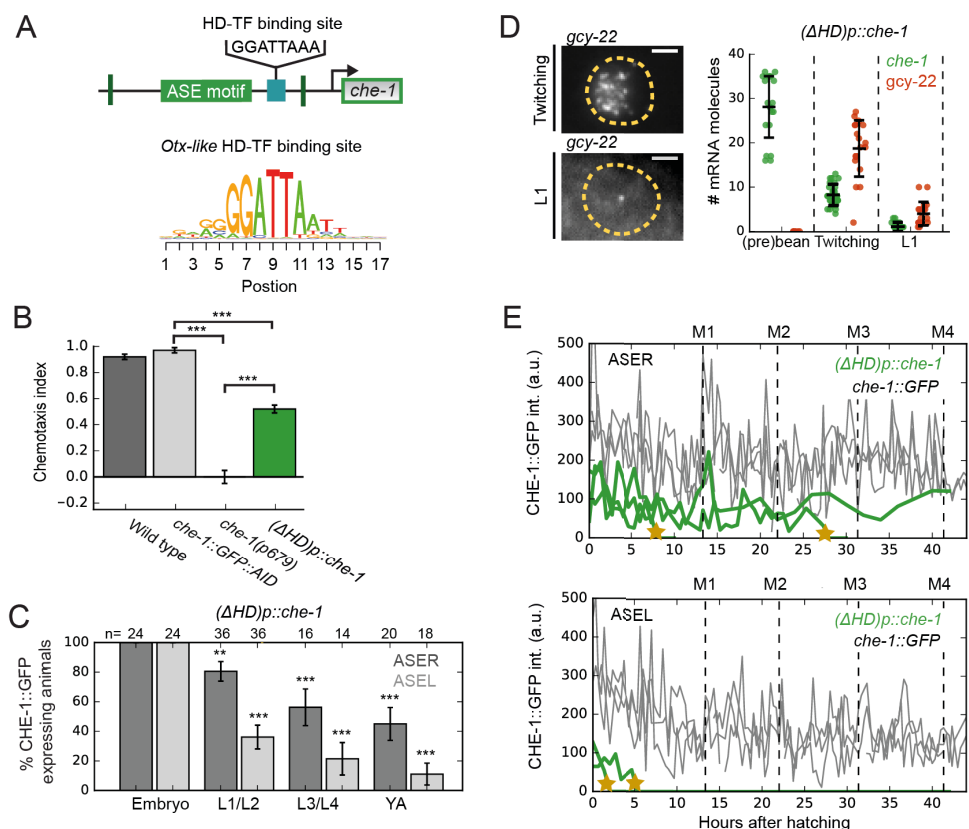 A
HD-TF binding site
GGATTAAA
ASE motif
che-1
Otx-like HD-TF binding site
1 3 5 7 9 11 13 15 17
Postion
B
***
***
***
Chemotaxis index
1.0
0.8
0.6
0.4
0.2
0.0
−0.2
Wild type
che-1::GFP::AID
che-1(p679)
(ΔHD)p::che-1
C
(ΔHD)p::che-1
n= 24 24 36 36 16 14 20 18
% CHE-1::GFP
expressing animals
100
80
60
40
20
0
ASER
ASEL
**
***
***
***
***
***
Embryo L1/L2 L3/L4 YA
D
gcy-22
Twitching
gcy-22
L1
(ΔHD)p::che-1
che-1
gcy-22
# mRNA molecules
40
30
20
10
0
(pre)bean Twitching L1
E
M1 M2 M3 M4
ASER
(ΔHD)p::che-1
che-1::GFP
CHE-1::GFP int. (a.u.)
500
400
300
200
100
0
0 5 10 15 20 25 30 35 40
M1 M2 M3 M4
ASEL
(ΔHD)p::che-1
che-1::GFP
CHE-1::GFP int. (a.u.)
500
400
300
200
100
0
0 5 10 15 20 25 30 35 40
Hours after hatching